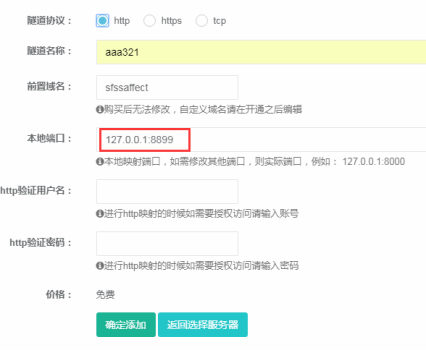 隧道协议： http https tcp
隧道名称： aaa321
前置域名： sfssaffect
购买后无法修改，自定义域名请在开通之后编辑
本地端口： 127.0.0.1:8899
本地映射端口，如需修改其他端口，则实际端口，例如： 127.0.0.1:8000
http验证用户名：
进行http映射的时候如需要授权访问请输入账号
http验证密码：
进行http映射的时候如需要授权访问请输入密码
价格： 免费
确定添加 返回选择服务器